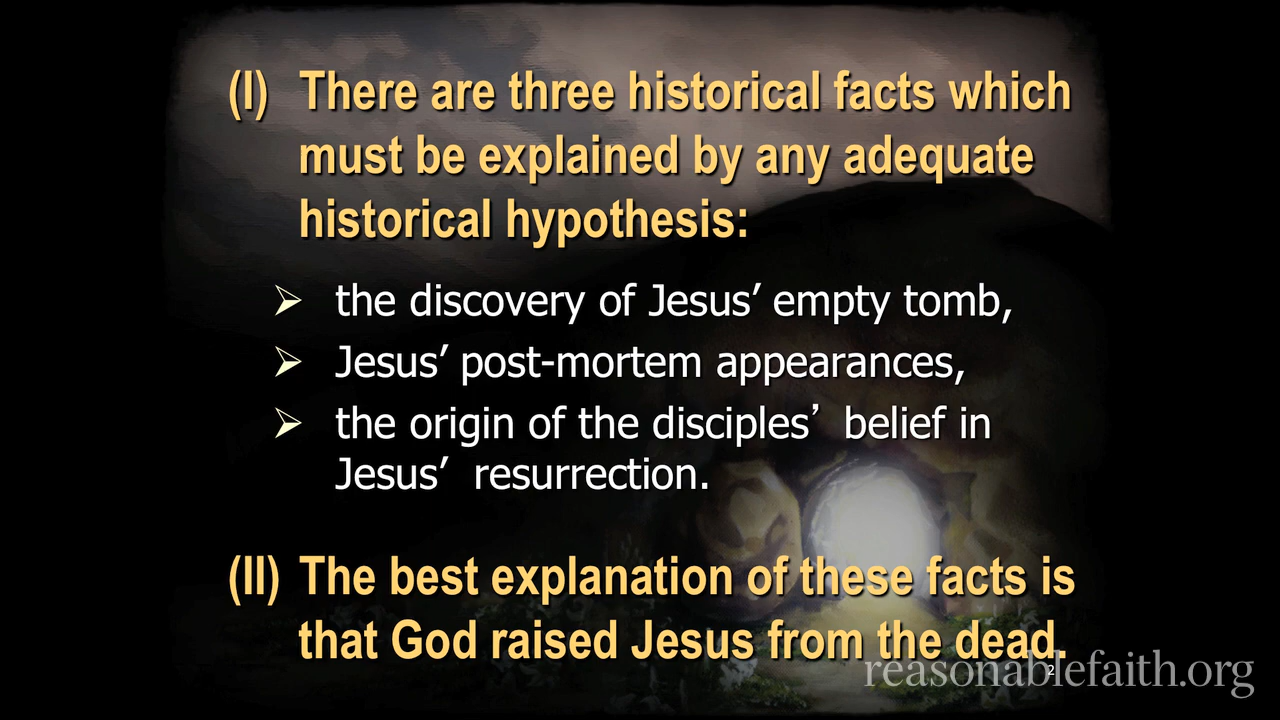 (I) There are three historical facts which
must be explained by any adequate
historical hypothesis:
➢ the discovery of Jesus’ empty tomb,
➢ Jesus’ post-mortem appearances,
➢ the origin of the disciples’ belief in
Jesus’ resurrection.
(II) The best explanation of these facts is
that God raised Jesus from the dead.
2
reasonablefaith.org